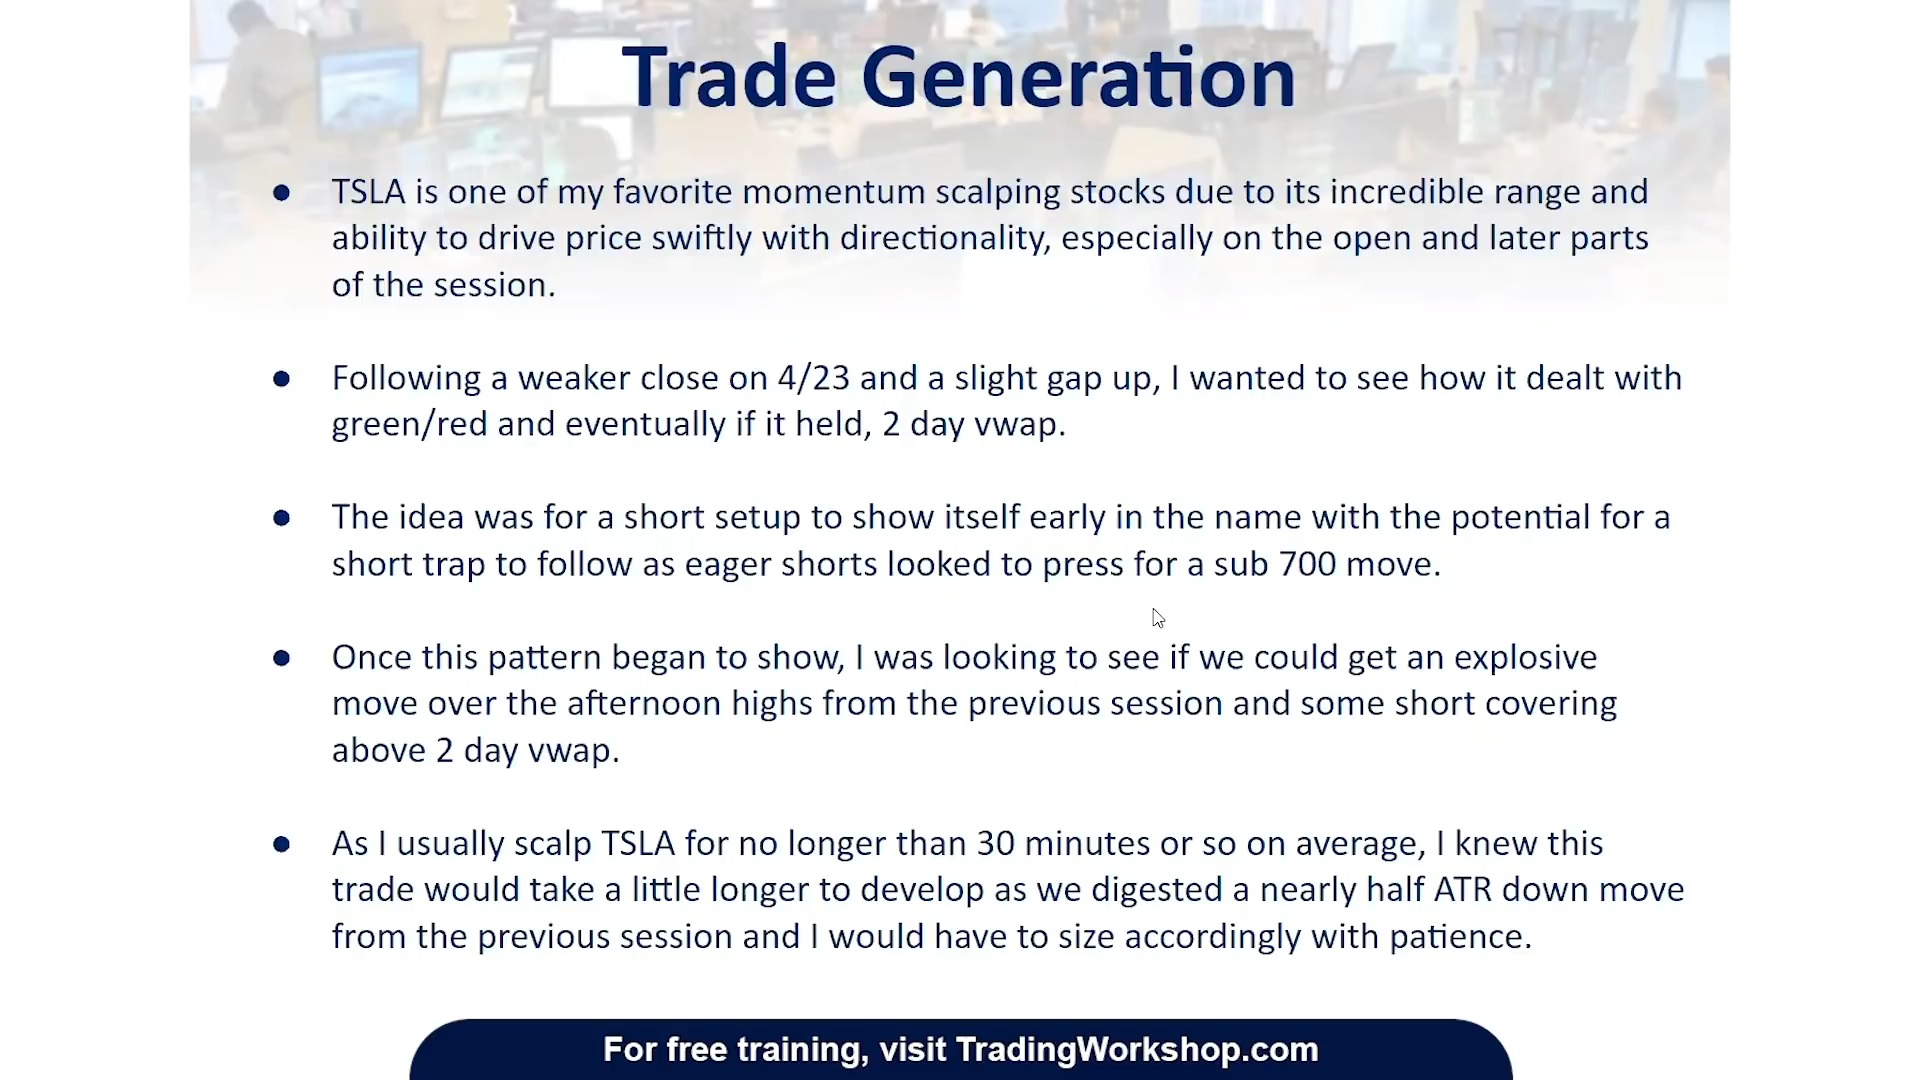 Trade Generation
● TSLA is one of my favorite momentum scalping stocks due to its incredible range and
ability to drive price swiftly with directionality, especially on the open and later parts
of the session.
● Following a weaker close on 4/23 and a slight gap up, I wanted to see how it dealt with
green/red and eventually if it held, 2 day vwap.
● The idea was for a short setup to show itself early in the name with the potential for a
short trap to follow as eager shorts looked to press for a sub 700 move.
● Once this pattern began to show, I was looking to see if we could get an explosive
move over the afternoon highs from the previous session and some short covering
above 2 day vwap.
● As I usually scalp TSLA for no longer than 30 minutes or so on average, I knew this
trade would take a little longer to develop as we digested a nearly half ATR down move
from the previous session and I would have to size accordingly with patience.
For free training, visit TradingWorkshop.com